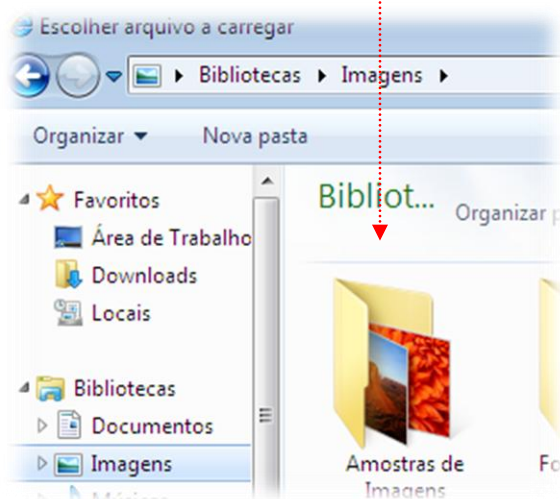 Escolher arquivo a carregar
Bibliotecas Imagens
Organizar Nova pasta
Favoritos
Área de Trabalho
Downloads
Locais
Bibliotecas
Documentos
Imagens
Bibliot...
Organizar
Amostras de
Imagens